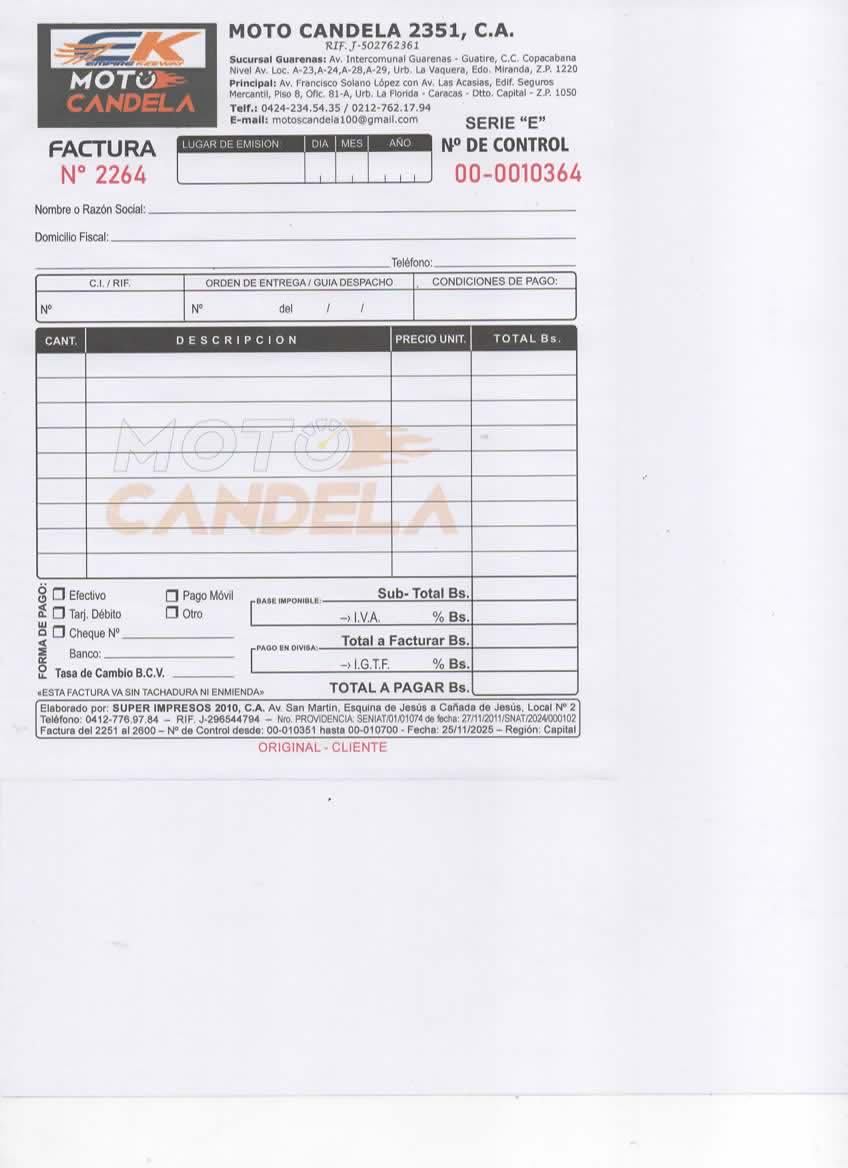 EK
EMPIRE KEEWAY
MOTO
CANDELA
MOTO CANDELA 2351, C.A.
RIF. J-502762361
Sucursal Guarenas: Av. Intercomunal Guarenas - Guatire, C.C. Copacabana
Nivel Av. Loc. A-23,A-24,A-28,A-29, Urb. La Vaquera, Edo. Miranda, Z.P. 1220
Principal: Av. Francisco Solano López con Av. Las Acasias, Edif. Seguros
Mercantil, Piso 8, Ofic. 81-A, Urb. La Florida - Caracas - Dtto. Capital - Z.P. 1050
Telf.: 0424-234.54.35 / 0212-762.17.94
E-mail: motoscandela100@gmail.com
SERIE “E”
FACTURA
Nº 2264
LUGAR DE EMISION DIA MES AÑO
Nº DE CONTROL
00-0010364
Nombre o Razón Social:
Domicilio Fiscal:
Teléfono:
C.I. / RIF. ORDEN DE ENTREGA / GUIA DESPACHO CONDICIONES DE PAGO:
Nº Nº del / /
CANT. DESCRIPCION PRECIO UNIT. TOTAL Bs.
MOTO
CANDELA
FORMA DE PAGO:
Efectivo Pago Móvil
Tarj. Débito Otro
Cheque Nº
Banco:
Tasa de Cambio B.C.V.
«ESTA FACTURA VA SIN TACHADURA NI ENMIENDA»
BASE IMPONIBLE: Sub- Total Bs.
–› I.V.A. % Bs.
Total a Facturar Bs.
PAGO EN DIVISA:
–› I.G.T.F. % Bs.
TOTAL A PAGAR Bs.
Elaborado por: SUPER IMPRESOS 2010, C.A. Av. San Martin, Esquina de Jesús a Cañada de Jesús, Local Nº 2
Teléfono: 0412-776.97.84 – RIF. J-296544794 – Nro. PROVIDENCIA: SENIAT/01/01074 de fecha: 27/11/2011/SNAT/2024/000102
Factura del 2251 al 2600 – Nº de Control desde: 00-010351 hasta 00-010700 - Fecha: 25/11/2025 – Región: Capital
ORIGINAL - CLIENTE